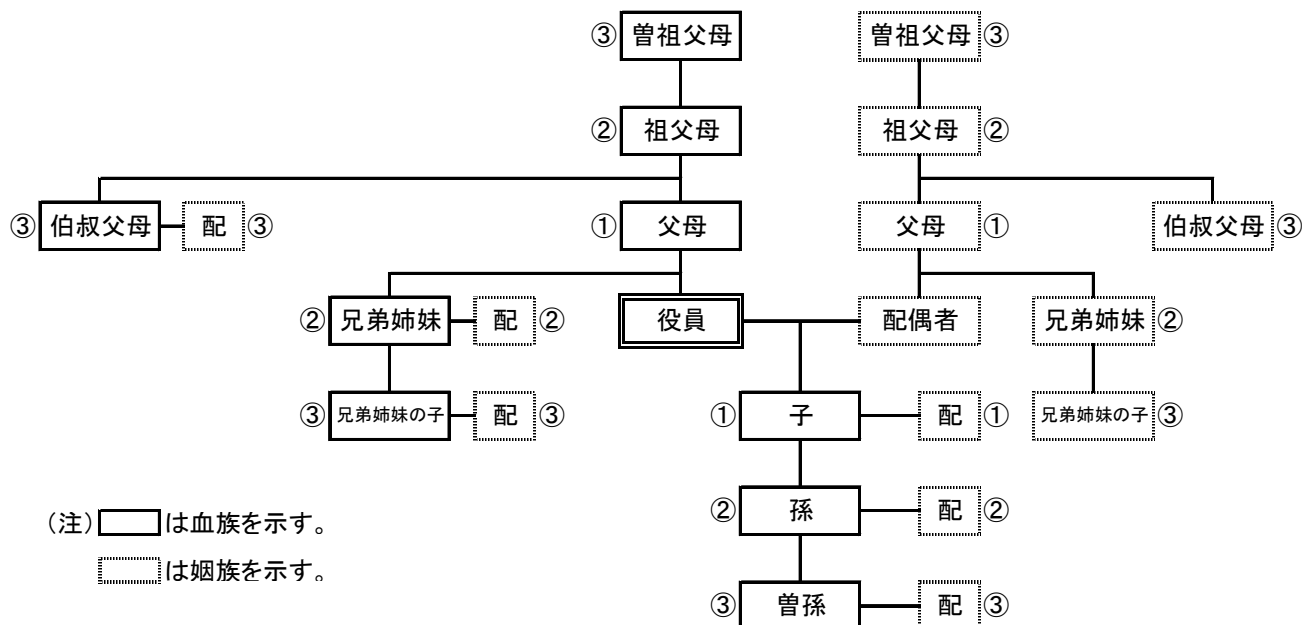 ③ 曽祖父母 曽祖父母 ③
② 祖父母 祖父母 ②
③ 伯叔父母 配 ③ ① 父母 父母 ① 伯叔父母 ③
② 兄弟姉妹 配 ② 役員 配偶者 兄弟姉妹 ②
③ 兄弟姉妹の子 配 ③ ① 子 配 ① 兄弟姉妹の子 ③
② 孫 配 ②
(注) は血族を示す。
は姻族を示す。
③ 曽孫 配 ③